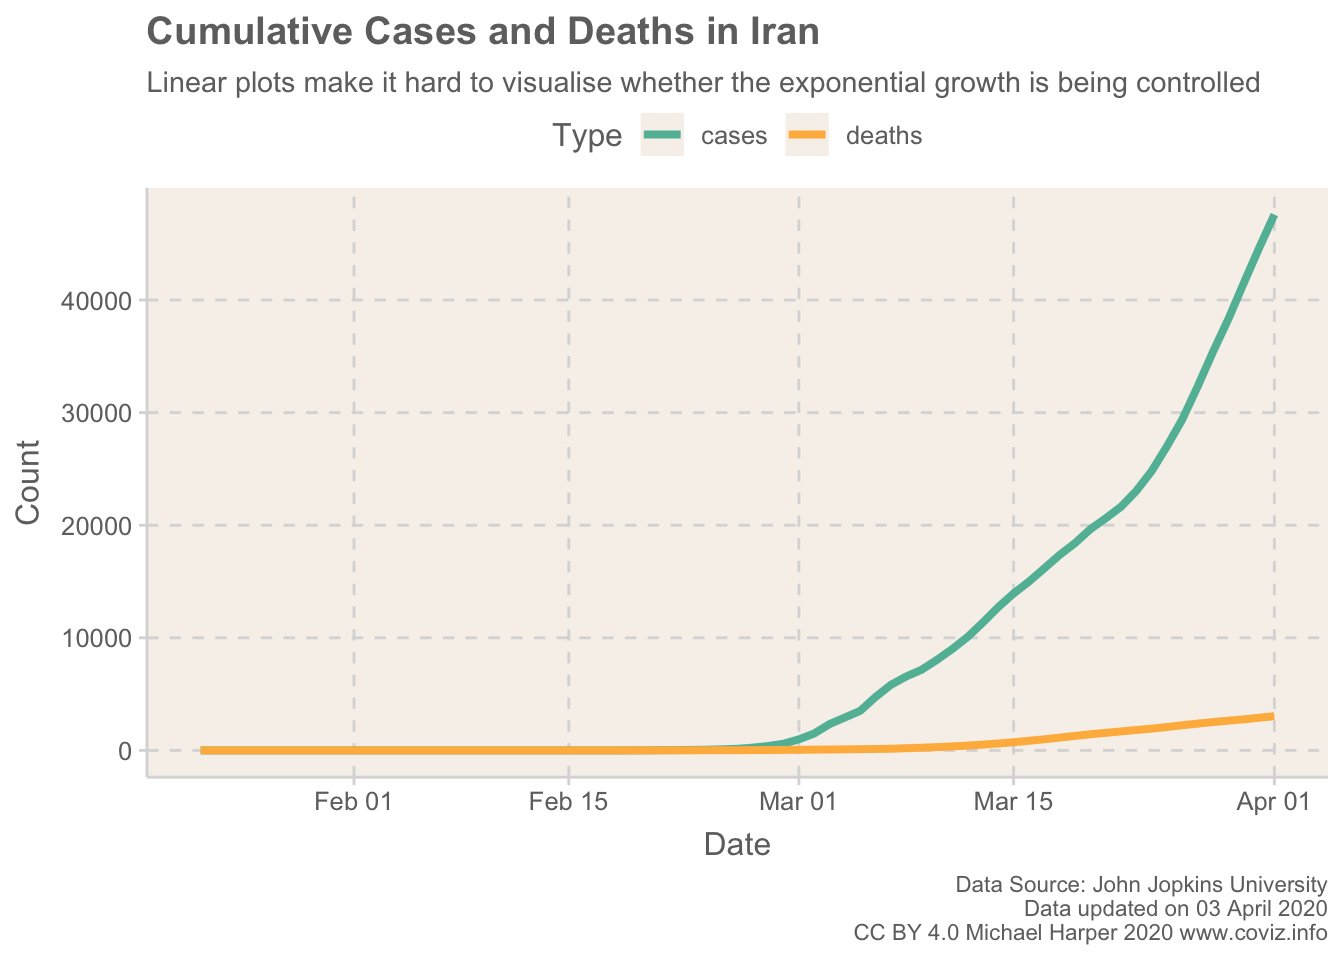 Cumulative Cases and Deaths in Iran
Linear plots make it hard to visualise whether the exponential growth is being controlled
Type cases deaths
Count
40000
30000
20000
10000
0
Feb 01 Feb 15 Mar 01 Mar 15 Apr 01
Date
Data Source: John Jopkins University
Data updated on 03 April 2020
CC BY 4.0 Michael Harper 2020 www.coviz.info